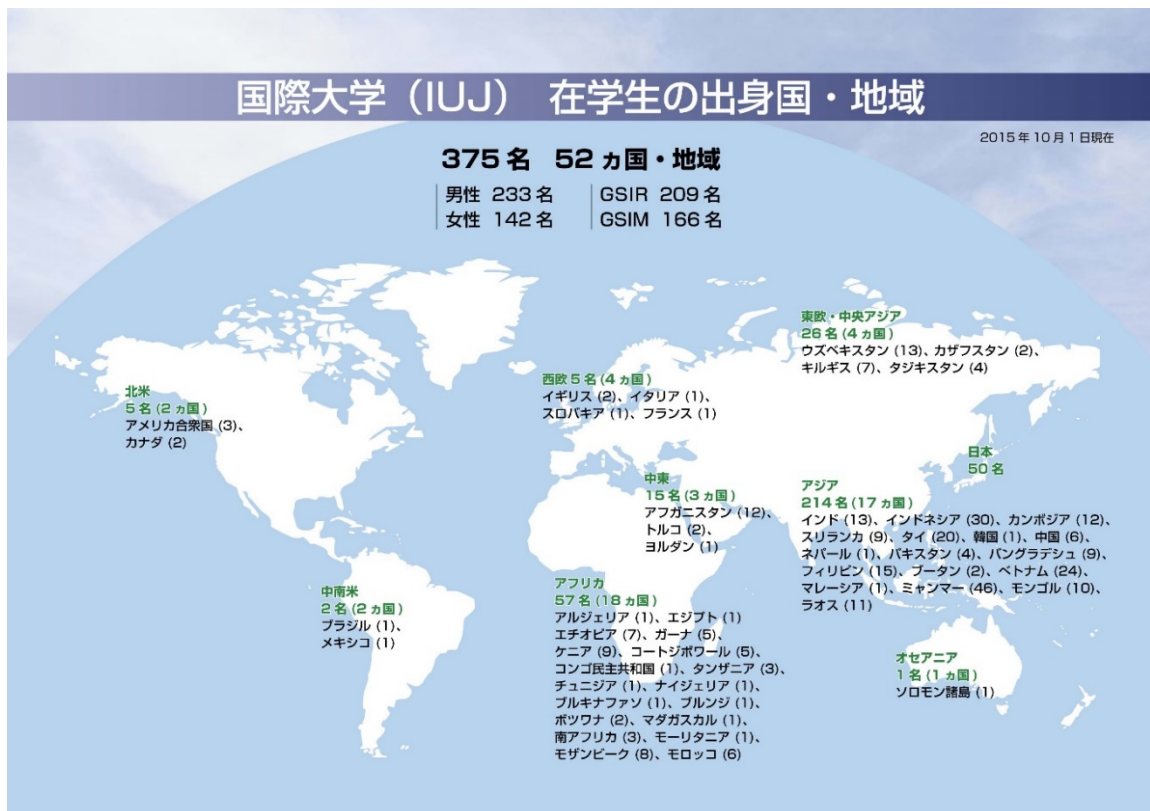 国際大学（IUJ） 在学生の出身国・地域
2015年10月1日現在
375名 52ヵ国・地域
男性 233名
女性 142名
GSIR 209名
GSIM 166名
東欧・中央アジア
26名(4ヵ国)
ウズベキスタン(13)、カザフスタン(2)、
キルギス(7)、タジキスタン(4)
西欧5名(4ヵ国)
イギリス(2)、イタリア(1)、
スロバキア(1)、フランス(1)
北米
5名(2ヵ国)
アメリカ合衆国(3)、
カナダ(2)
日本
50名
中東
15名(3ヵ国)
アフガニスタン(12)、
トルコ(2)、
ヨルダン(1)
アジア
214名(17ヵ国)
インド(13)、インドネシア(30)、カンボジア(12)、
スリランカ(9)、タイ(20)、韓国(1)、中国(6)、
ネパール(1)、パキスタン(4)、バングラデシュ(9)、
フィリピン(15)、ブータン(2)、ベトナム(24)、
マレーシア(1)、ミャンマー(46)、モンゴル(10)、
ラオス(11)
中南米
2名(2ヵ国)
ブラジル(1)、
メキシコ(1)
アフリカ
57名(18ヵ国)
アルジェリア(1)、エジプト(1)
エチオピア(7)、ガーナ(5)、
ケニア(9)、コートジボワール(5)、
コンゴ民主共和国(1)、タンザニア(3)、
チュニジア(1)、ナイジェリア(1)、
ブルキナファソ(1)、ブルンジ(1)、
ボツワナ(2)、マダガスカル(1)、
南アフリカ(3)、モーリタニア(1)、
モザンビーク(8)、モロッコ(6)
オセアニア
1名(1ヵ国)
ソロモン諸島(1)